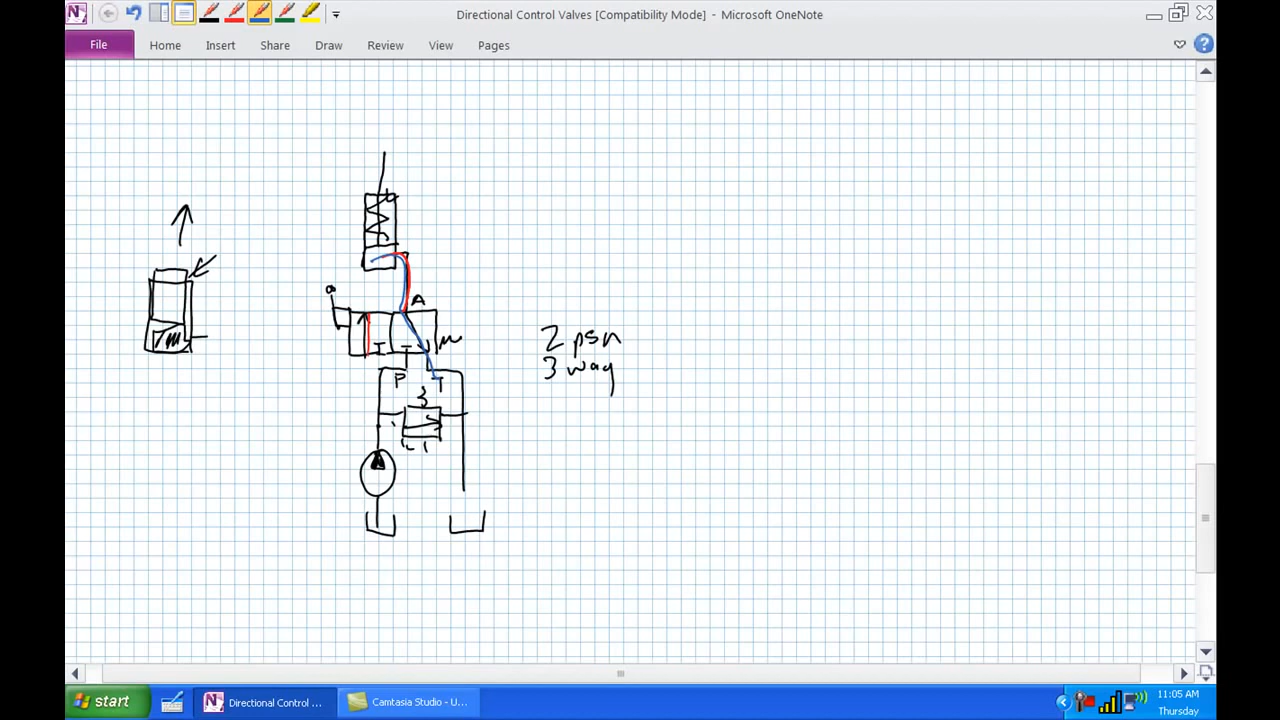 Directional Control Valves [Compatibility Mode] - Microsoft OneNote
File Home Insert Share Draw Review View Pages
A
2 psn
3 way
P T
start
Directional Control ...
Camtasia Studio - U...
11:05 AM
Thursday